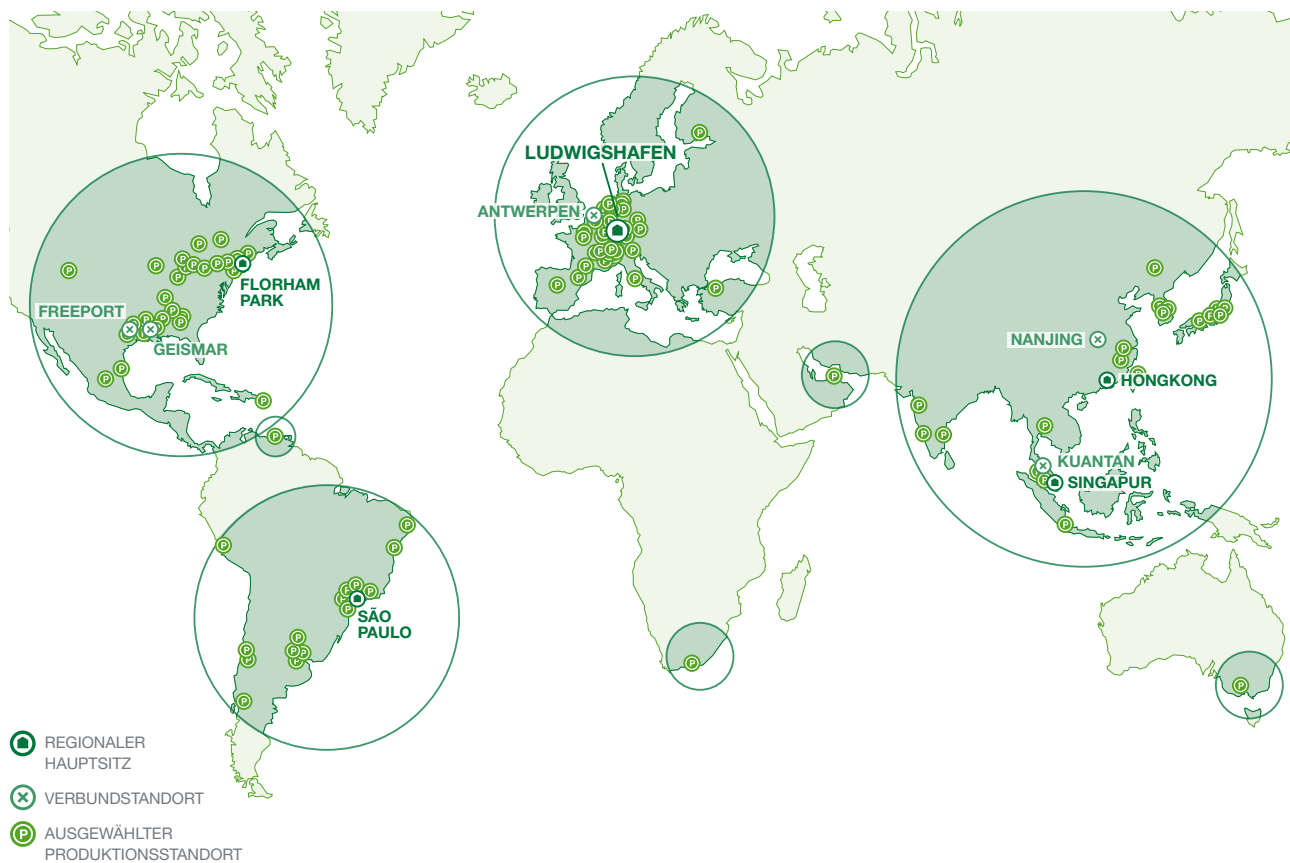 LUDWIGSHAFEN
ANTWERPEN
FLORHAM
PARK
FREEPORT
GEISMAR
NANJING
HONGKONG
KUANTAN
SINGAPUR
SÃO
PAULO
REGIONALER
HAUPTSITZ
VERBUNDSTANDORT
P AUSGEWÄHLTER
PRODUKTIONSSTANDORT